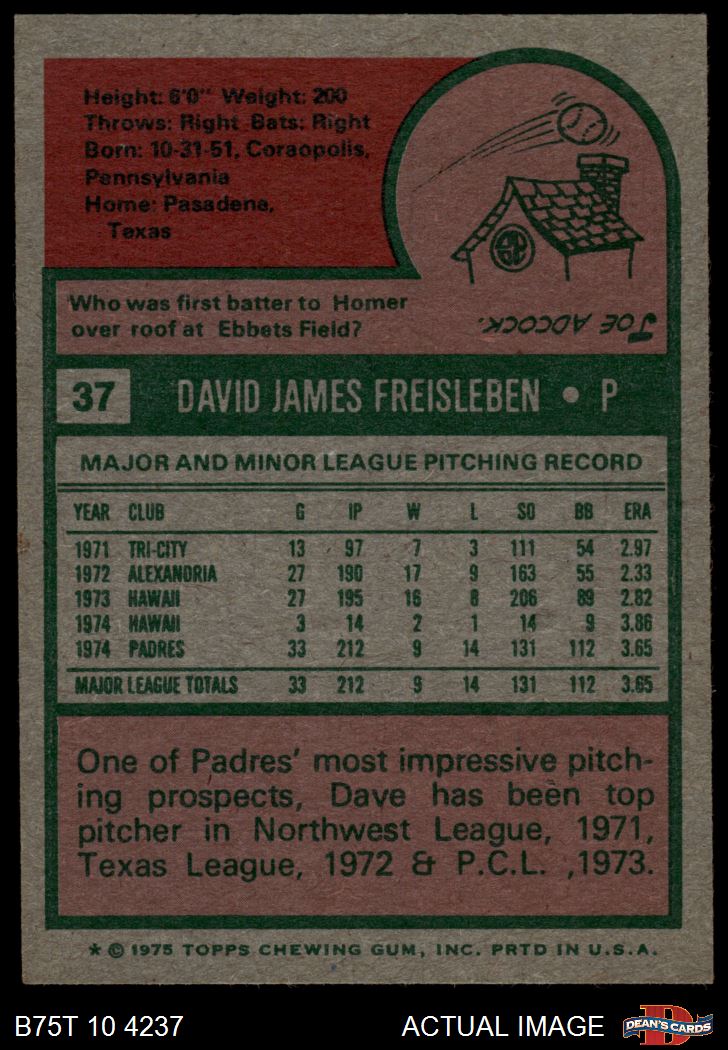 Height: 6'0" Weight: 200
Throws: Right Bats: Right
Born: 10-31-51, Coraopolis,
Pennsylvania
Home: Pasadena,
Texas
Who was first batter to Homer
over roof at Ebbets Field?
JOE ADCOCK.
37 DAVID JAMES FREISLEBEN • P
MAJOR AND MINOR LEAGUE PITCHING RECORD
YEAR CLUB G IP W L SO BB ERA
1971 TRI-CITY 13 97 7 3 111 54 2.97
1972 ALEXANDRIA 27 190 17 9 163 55 2.33
1973 HAWAII 27 195 16 8 206 89 2.82
1974 HAWAII 3 14 2 1 14 9 3.86
1974 PADRES 33 212 9 14 131 112 3.65
MAJOR LEAGUE TOTALS 33 212 9 14 131 112 3.65
One of Padres' most impressive pitch-
ing prospects, Dave has been top
pitcher in Northwest League, 1971,
Texas League, 1972 & P.C.L. ,1973.
* © 1975 TOPPS CHEWING GUM, INC. PRTD IN U.S.A.
B75T 10 4237 ACTUAL IMAGE D DEAN'S CARDS